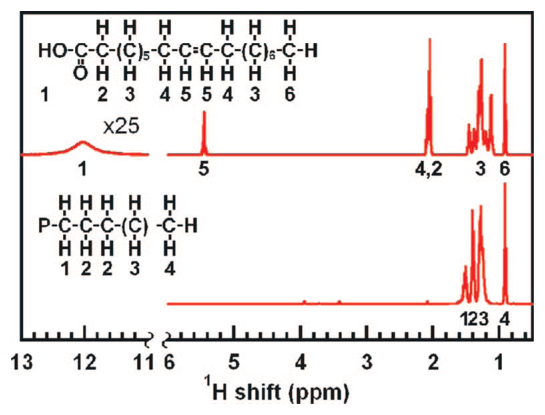 H H H H H H H H H
HO-C-C-(C)5-C-C=C-C-(C)6-C-H
O H H H H H H H H
1 2 3 4 5 5 4 3 6
x25
1 5 4,2 3 6
H H H H H
P-C-C-C-(C)-C-H
H H H H H
1 2 2 3 4
123 4
13 12 11 6 5 4 3 2 1
1H shift (ppm)